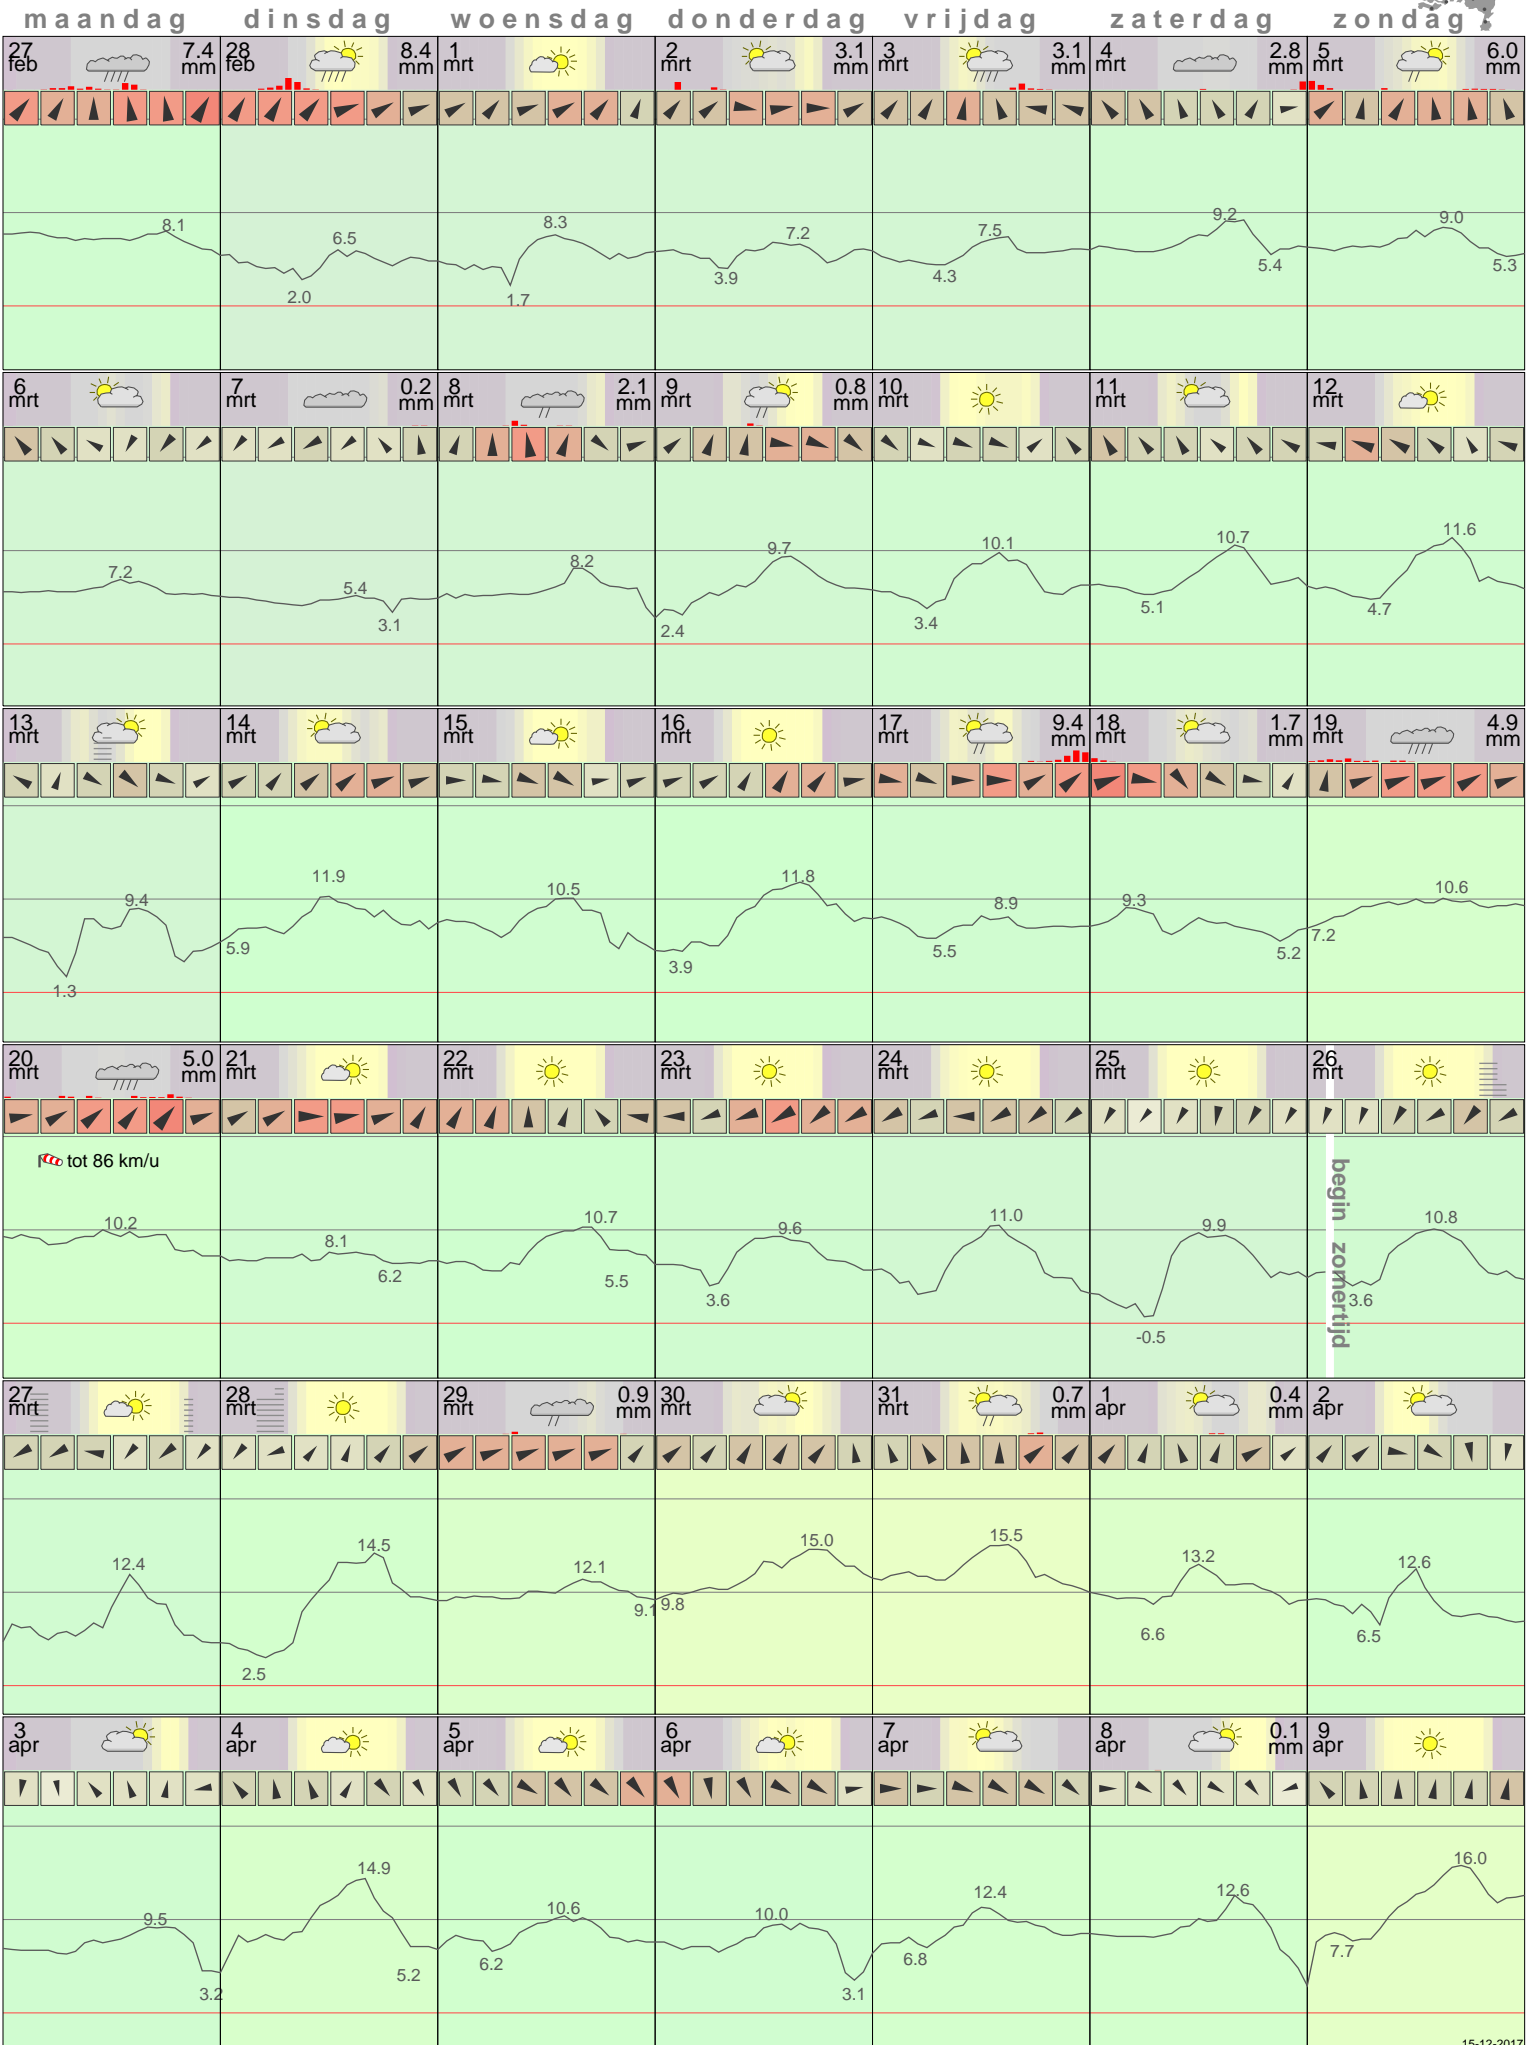 maandag dinsdag woensdag donderdag vrijdag zaterdag zondag
27 feb 7.4 mm 28 feb 8.4 mm 1 mrt 2 mrt 3.1 mm 3 mrt 3.1 mm 4 mrt 2.8 mm 5 mrt 6.0 mm
8.1 6.5 8.3 7.2 7.5 9.2 9.0
2.0 1.7 3.9 4.3 5.4 5.3
6 mrt 7 mrt 0.2 mm 8 mrt 2.1 mm 9 mrt 0.8 mm 10 mrt 11 mrt 12 mrt
7.2 5.4 8.2 9.7 10.1 10.7 11.6
3.1 2.4 3.4 5.1 4.7
13 mrt 14 mrt 15 mrt 16 mrt 17 mrt 9.4 mm 18 mrt 1.7 mm 19 mrt 4.9 mm
9.4 11.9 10.5 11.8 8.9 9.3 10.6
1.3 5.9 3.9 5.5 5.2 7.2
20 mrt 5.0 mm 21 mrt 22 mrt 23 mrt 24 mrt 25 mrt 26 mrt
tot 86 km/u
begin zomertijd
10.2 8.1 10.7 9.6 11.0 9.9 10.8
6.2 5.5 3.6 -0.5 3.6
27 mrt 28 mrt 29 mrt 0.9 mm 30 mrt 31 mrt 0.7 mm 1 apr 0.4 mm 2 apr
12.4 14.5 12.1 15.0 15.5 13.2 12.6
2.5 9.1 9.8 6.6 6.5
3 apr 4 apr 5 apr 6 apr 7 apr 8 apr 0.1 mm 9 apr
9.5 14.9 10.6 10.0 12.4 12.6 16.0
3.2 5.2 6.2 3.1 6.8 7.7
15-12-2017